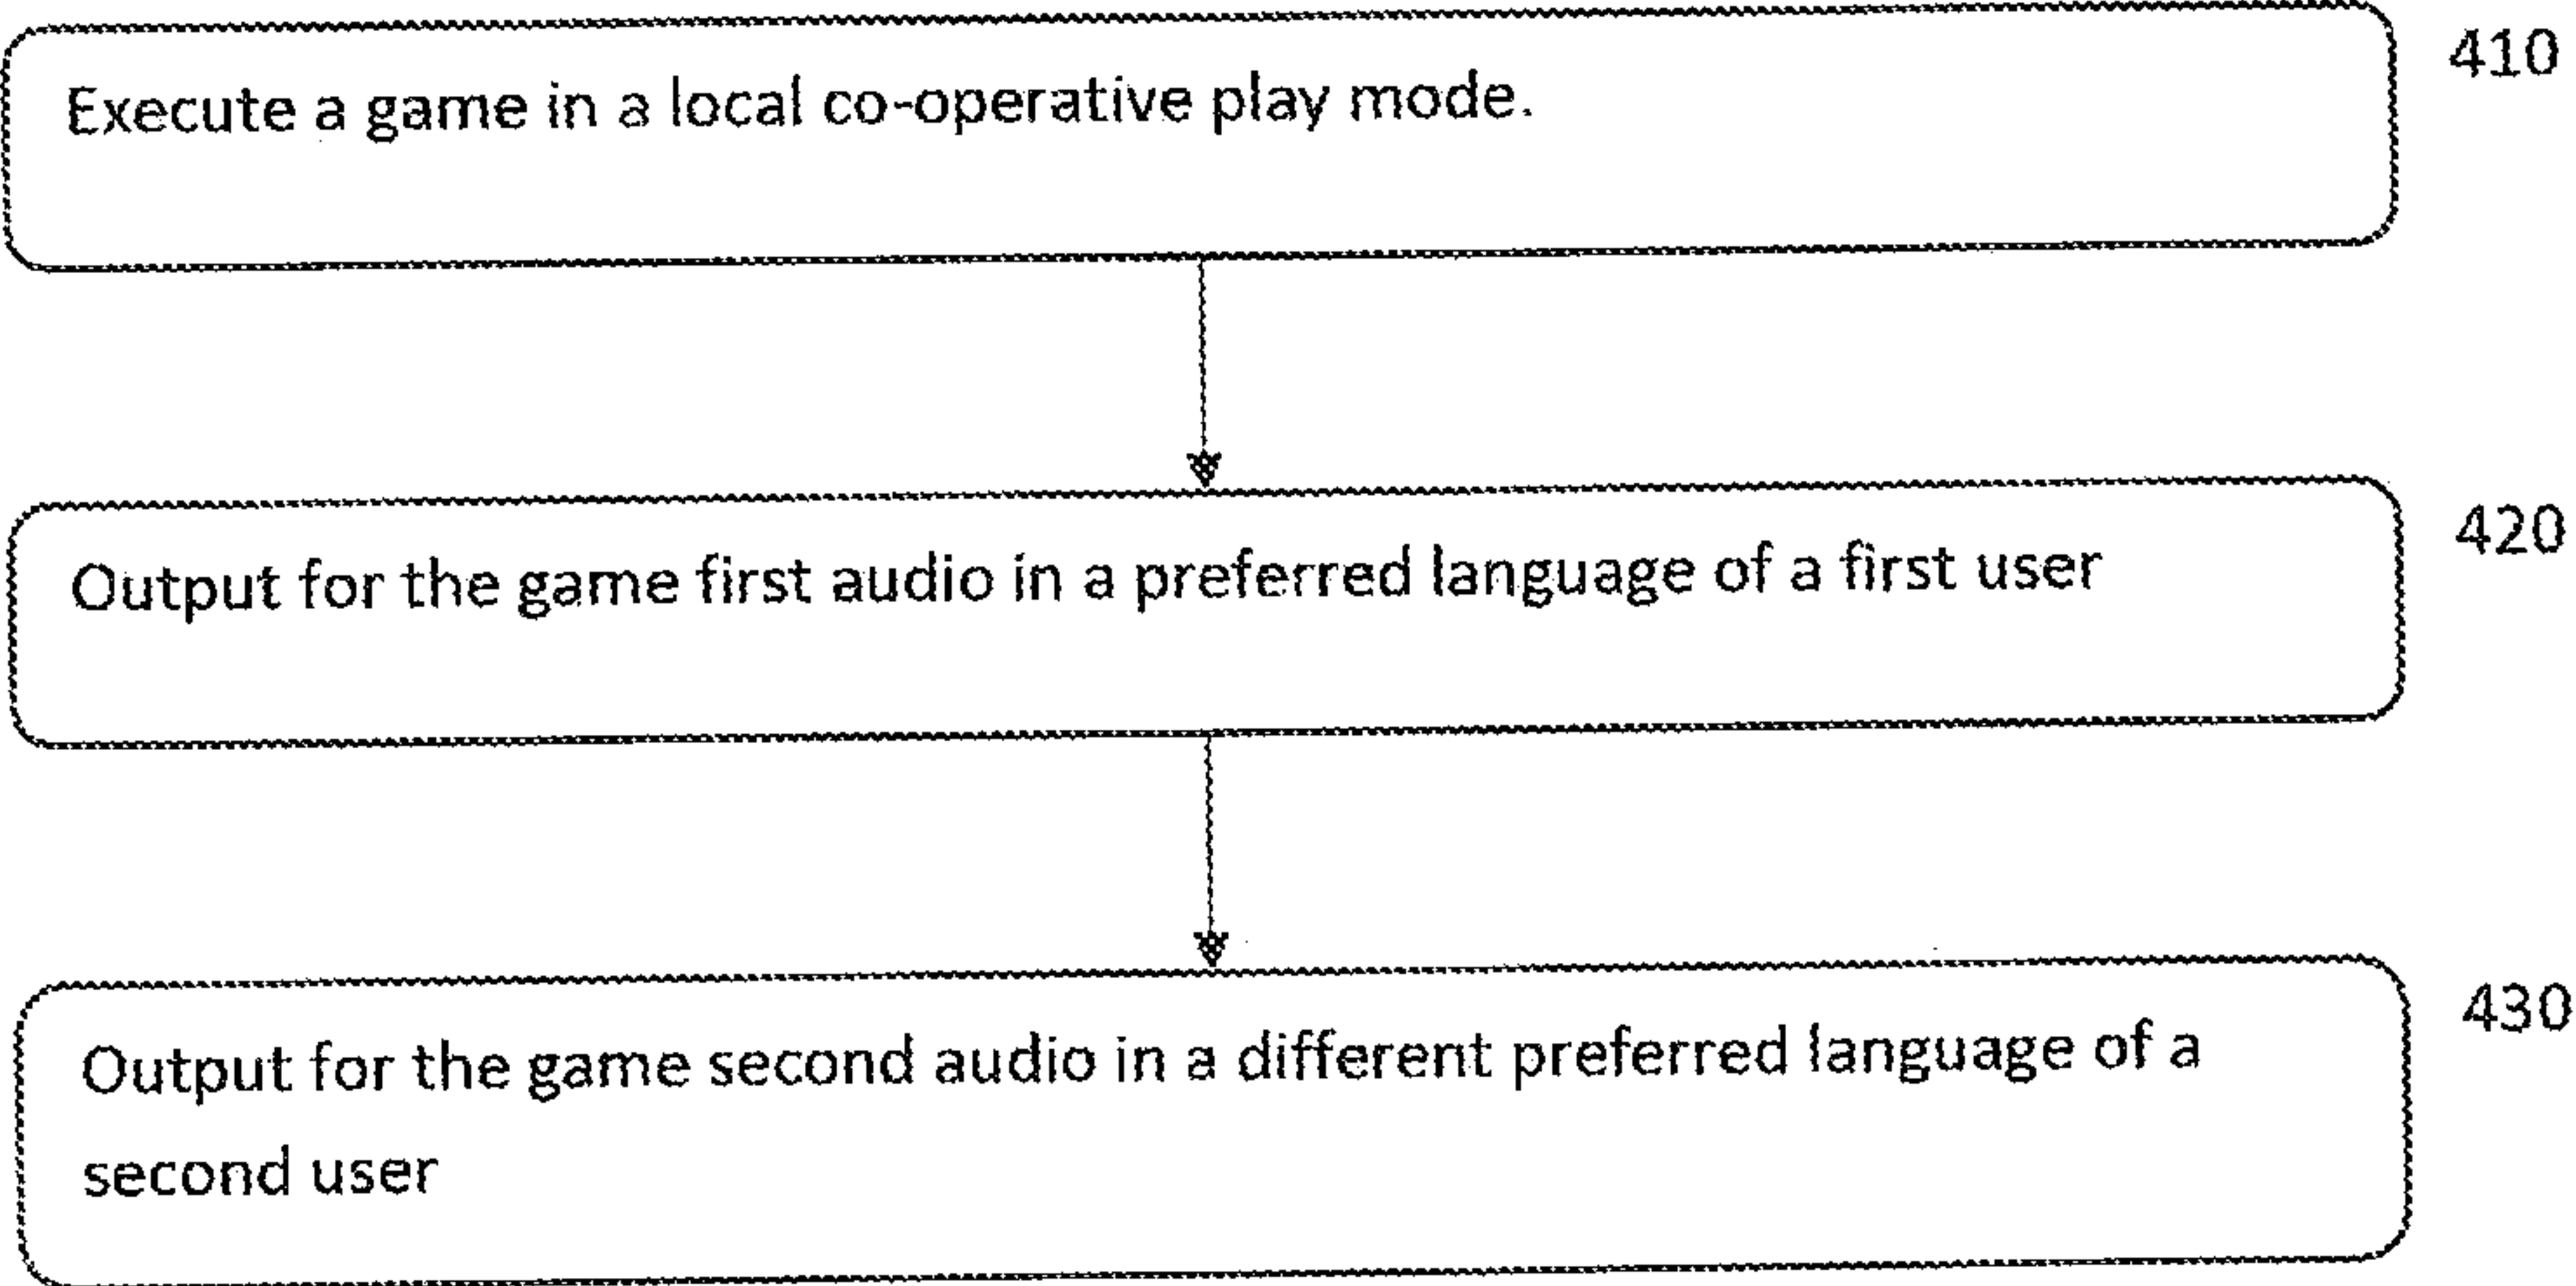 Execute a game in a local co-operative play mode.
410
Output for the game first audio in a preferred language of a first user
420
Output for the game second audio in a different preferred language of a
second user
430